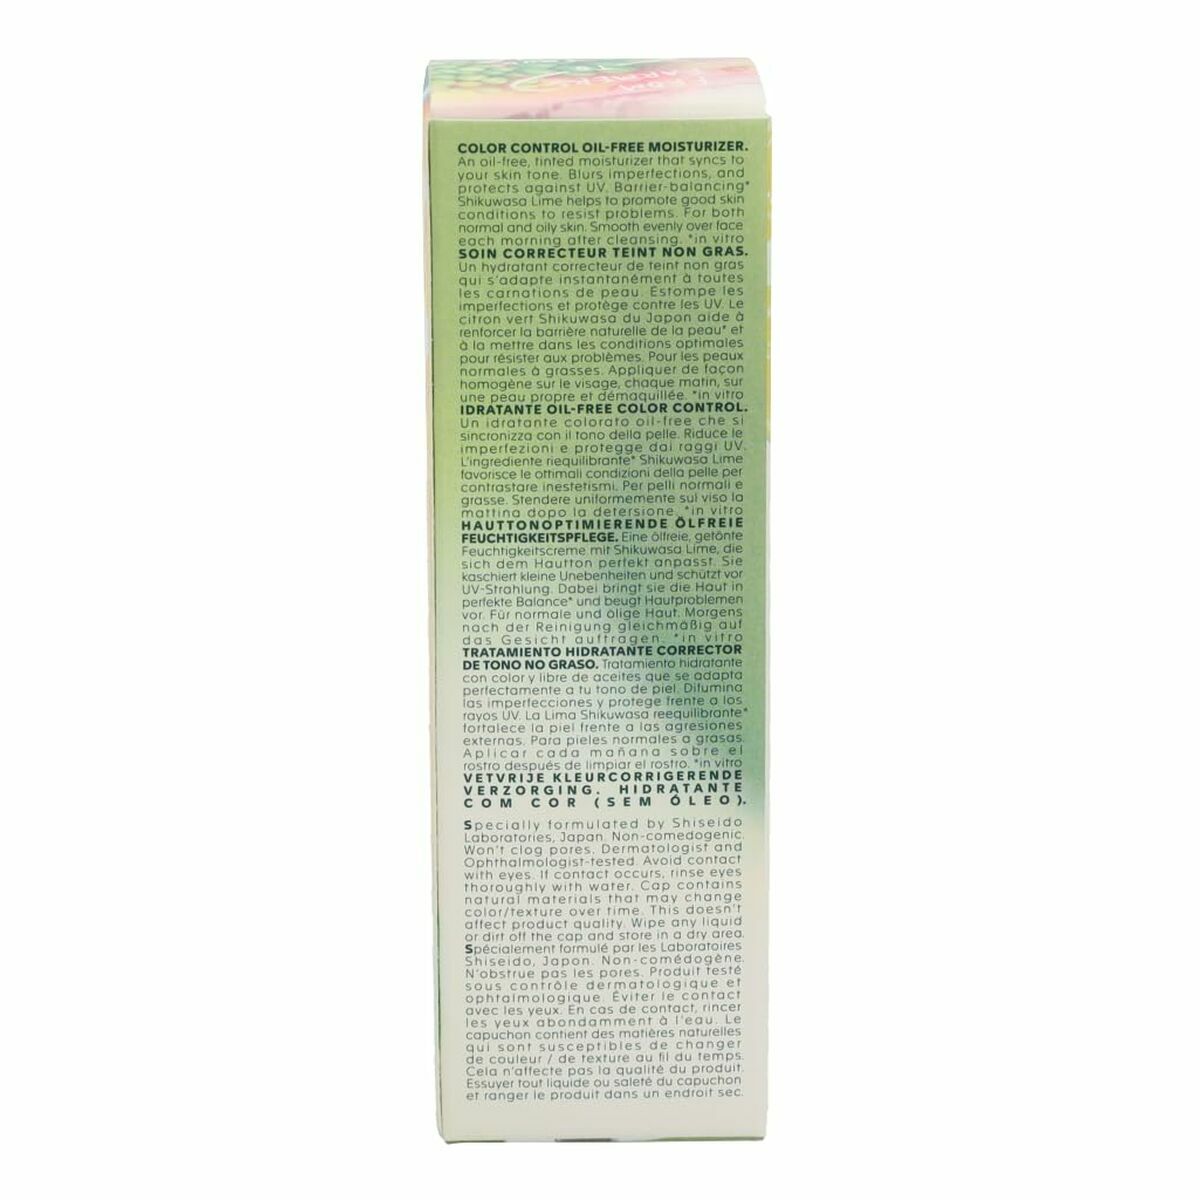 COLOR CONTROL OIL-FREE MOISTURIZER.
An oil-free, tinted moisturizer that syncs to
your skin tone. Blurs imperfections, and
protects against UV. Barrier-balancing*
Shikuwasa Lime helps to promote good skin
conditions to resist problems. For both
normal and oily skin. Smooth evenly over face
each morning after cleansing. *in vitro
SOIN CORRECTEUR TEINT NON GRAS.
Un hydratant correcteur de teint non gras
qui s'adapte instantanément à toutes
les carnations de peau. Estompe les
imperfections et protège contre les UV. Le
citron vert Shikuwasa du Japon aide à
renforcer la barrière naturelle de la peau* et
à la mettre dans les conditions optimales
pour résister aux problèmes. Pour les peaux
normales à grasses. Appliquer de façon
homogène sur le visage, chaque matin, sur
une peau propre et démaquillée. *in vitro
IDRATANTE OIL-FREE COLOR CONTROL.
Un idratante colorato oil-free che si
sincronizza con il tono della pelle. Riduce le
imperfezioni e protegge dai raggi UV.
L'ingrediente riequilibrante* Shikuwasa Lime
favorisce le ottimali condizioni della pelle per
contrastare inestetismi. Per pelli normali e
grasse. Stendere uniformemente sul viso la
mattina dopo la detersione. *in vitro
HAUTTONOPTIMIERENDE ÖLFREIE
FEUCHTIGKEITSPFLEGE. Eine ölfreie, getönte
Feuchtigkeitscreme mit Shikuwasa Lime, die
sich dem Hautton perfekt anpasst. Sie
kaschiert kleine Unebenheiten und schützt vor
UV-Strahlung. Dabei bringt sie die Haut in
perfekte Balance* und beugt Hautproblemen
vor. Für normale und ölige Haut. Morgens
nach der Reinigung gleichmäßig auf
das Gesicht auftragen. *in vitro
TRATAMIENTO HIDRATANTE CORRECTOR
DE TONO NO GRASO. Tratamiento hidratante
con color y libre de aceites que se adapta
perfectamente a tu tono de piel. Difumina
las imperfecciones y protege frente a los
rayos UV. La Lima Shikuwasa reequilibrante*
fortalece la piel frente a las agresiones
externas. Para pieles normales a grasas.
Aplicar cada mañana sobre el
rostro después de limpiar el rostro. *in vitro
VETVRIJE KLEURCORRIGERENDE
VERZORGING. HIDRATANTE
COM COR (SEM ÓLEO).
Specially formulated by Shiseido
Laboratories, Japan. Non-comedogenic.
Won't clog pores. Dermatologist and
Ophthalmologist-tested. Avoid contact
with eyes. If contact occurs, rinse eyes
thoroughly with water. Cap contains
natural materials that may change
color/texture over time. This doesn't
affect product quality. Wipe any liquid
or dirt off the cap and store in a dry area.
Spécialement formulé par les Laboratoires
Shiseido, Japon. Non-comédogène.
N'obstrue pas les pores. Produit testé
sous contrôle dermatologique et
ophtalmologique. Éviter le contact
avec les yeux. En cas de contact, rincer
les yeux abondamment à l'eau. Le
capuchon contient des matières naturelles
qui sont susceptibles de changer
de couleur / de texture au fil du temps.
Cela n'affecte pas la qualité du produit.
Essuyer tout liquide ou saleté du capuchon
et ranger le produit dans un endroit sec.